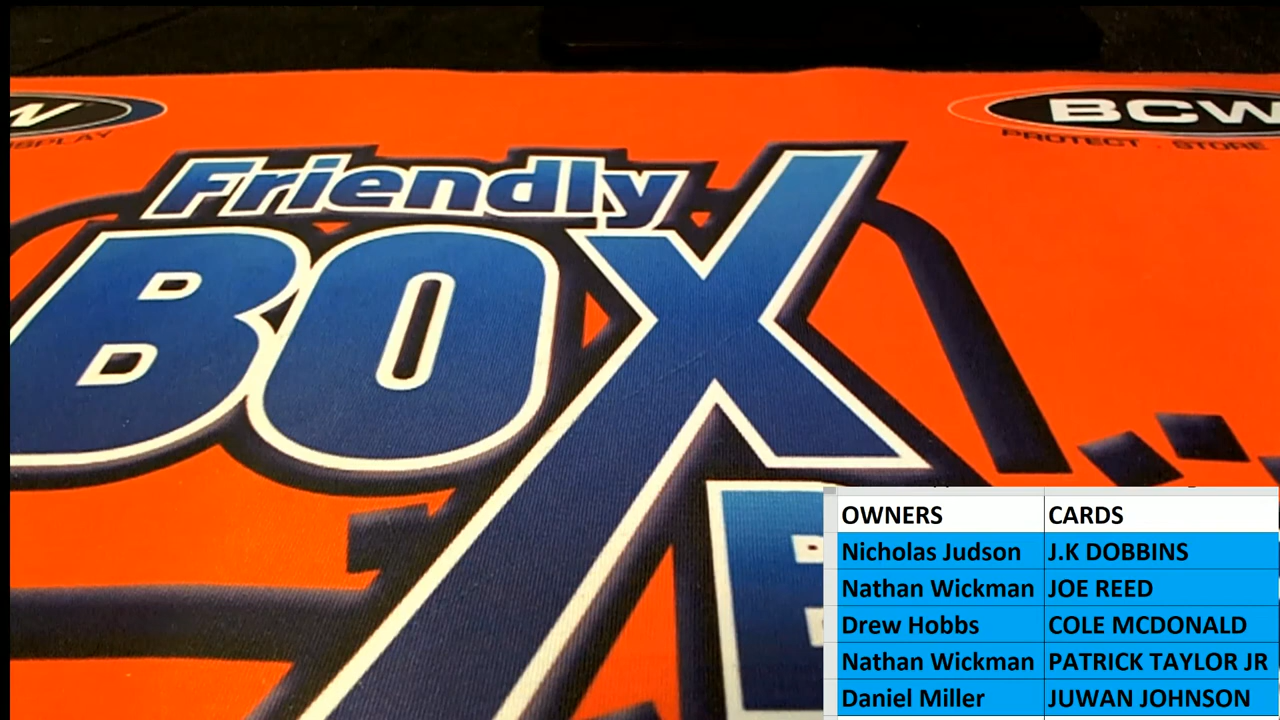 W
DISPLAY
BCW
PROTECT · STORE
Friendly
BOX
OWNERS CARDS
Nicholas Judson J.K DOBBINS
Nathan Wickman JOE REED
Drew Hobbs COLE MCDONALD
Nathan Wickman PATRICK TAYLOR JR
Daniel Miller JUWAN JOHNSON